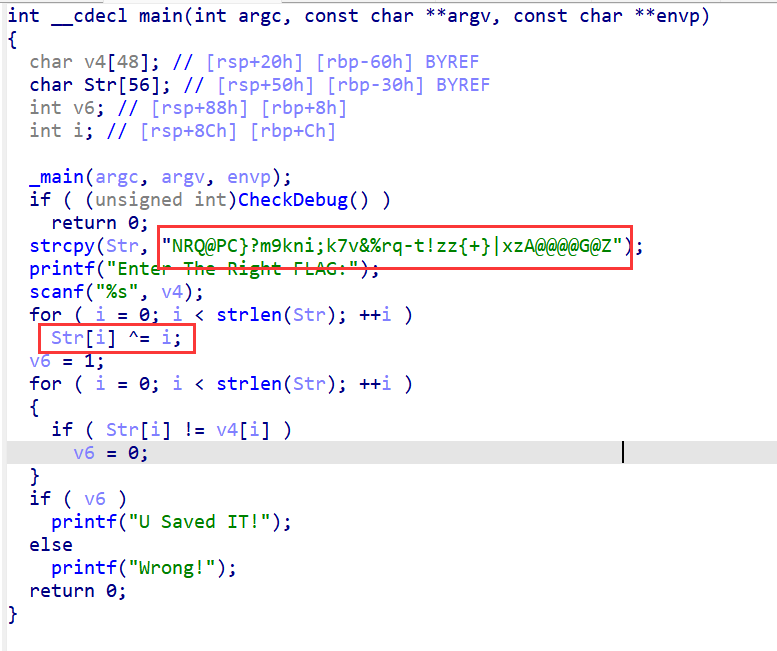 int __cdecl main(int argc, const char **argv, const char **envp)
{
  char v4[48]; // [rsp+20h] [rbp-60h] BYREF
  char Str[56]; // [rsp+50h] [rbp-30h] BYREF
  int v6; // [rsp+88h] [rbp+8h]
  int i; // [rsp+8Ch] [rbp+Ch]

  _main(argc, argv, envp);
  if ( (unsigned int)CheckDebug() )
    return 0;
  strcpy(Str, "NRQ@PC}?m9kni;k7v&%rq-t!zz{+}|xzA@@@@G@Z");
  printf("Enter The Right FLAG:");
  scanf("%s", v4);
  for ( i = 0; i < strlen(Str); ++i )
    Str[i] ^= i;
  v6 = 1;
  for ( i = 0; i < strlen(Str); ++i )
  {
    if ( Str[i] != v4[i] )
      v6 = 0;
  }
  if ( v6 )
    printf("U Saved IT!");
  else
    printf("Wrong!");
  return 0;
}